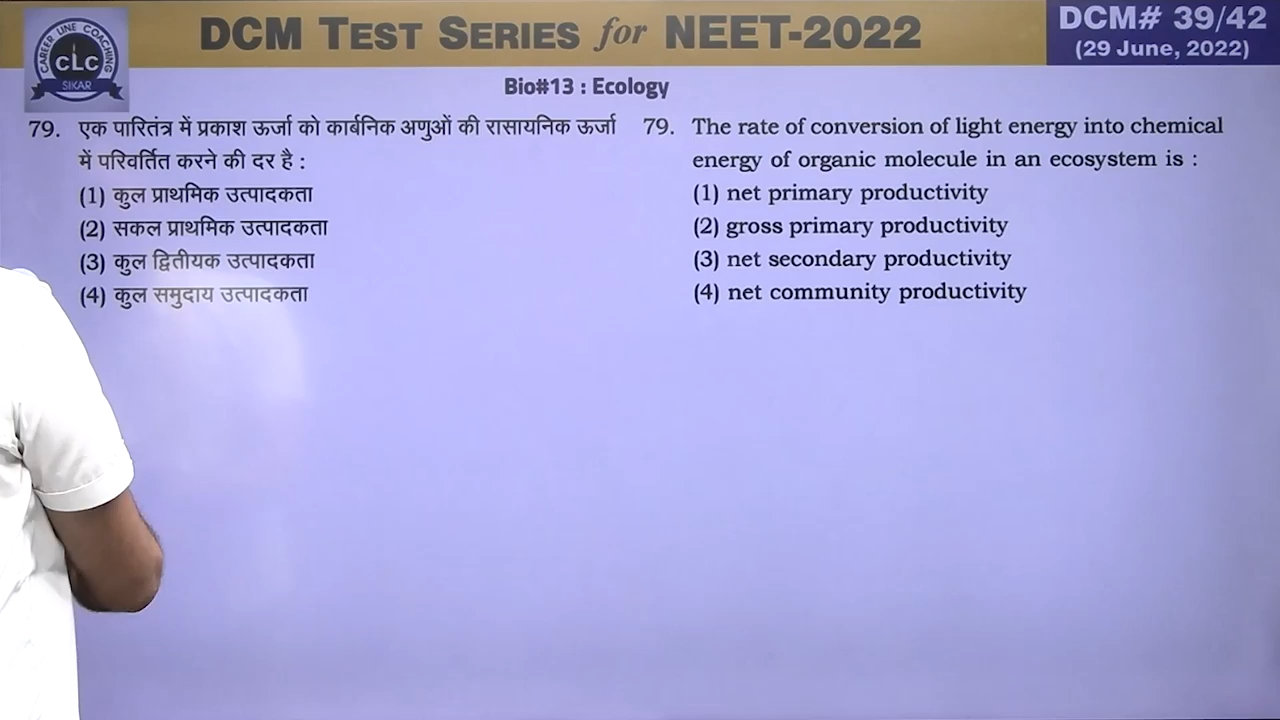 CAREER LINE COACHING
CLC
SIKAR
DCM TEST SERIES for NEET-2022
DCM# 39/42
(29 June, 2022)
Bio#13 : Ecology
79. एक पारितंत्र में प्रकाश ऊर्जा को कार्बनिक अणुओं की रासायनिक ऊर्जा
में परिवर्तित करने की दर है :
(1) कुल प्राथमिक उत्पादकता
(2) सकल प्राथमिक उत्पादकता
(3) कुल द्वितीयक उत्पादकता
(4) कुल समुदाय उत्पादकता
79. The rate of conversion of light energy into chemical
energy of organic molecule in an ecosystem is :
(1) net primary productivity
(2) gross primary productivity
(3) net secondary productivity
(4) net community productivity